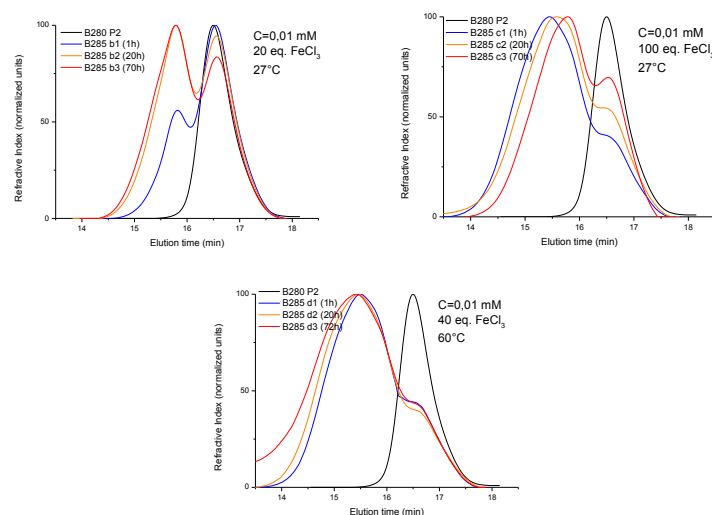 B280 P2
B285 b1 (1h)
B285 b2 (20h)
B285 b3 (70h)
C=0,01 mM
20 eq. FeCl3
27°C
Refractive Index (normalized units)
100
50
0
14 15 16 17 18
Elution time (min)
B280 P2
B285 c1 (1h)
B285 c2 (20h)
B285 c3 (70h)
C=0,01 mM
100 eq. FeCl3
27°C
Refractive Index (normalized units)
100
50
0
14 15 16 17 18
Elution time (min)
B280 P2
B285 d1 (1h)
B285 d2 (20h)
B285 d3 (72h)
C=0,01 mM
40 eq. FeCl3
60°C
Refractive Index (normalized units)
100
50
0
14 15 16 17 18
Elution time (min)